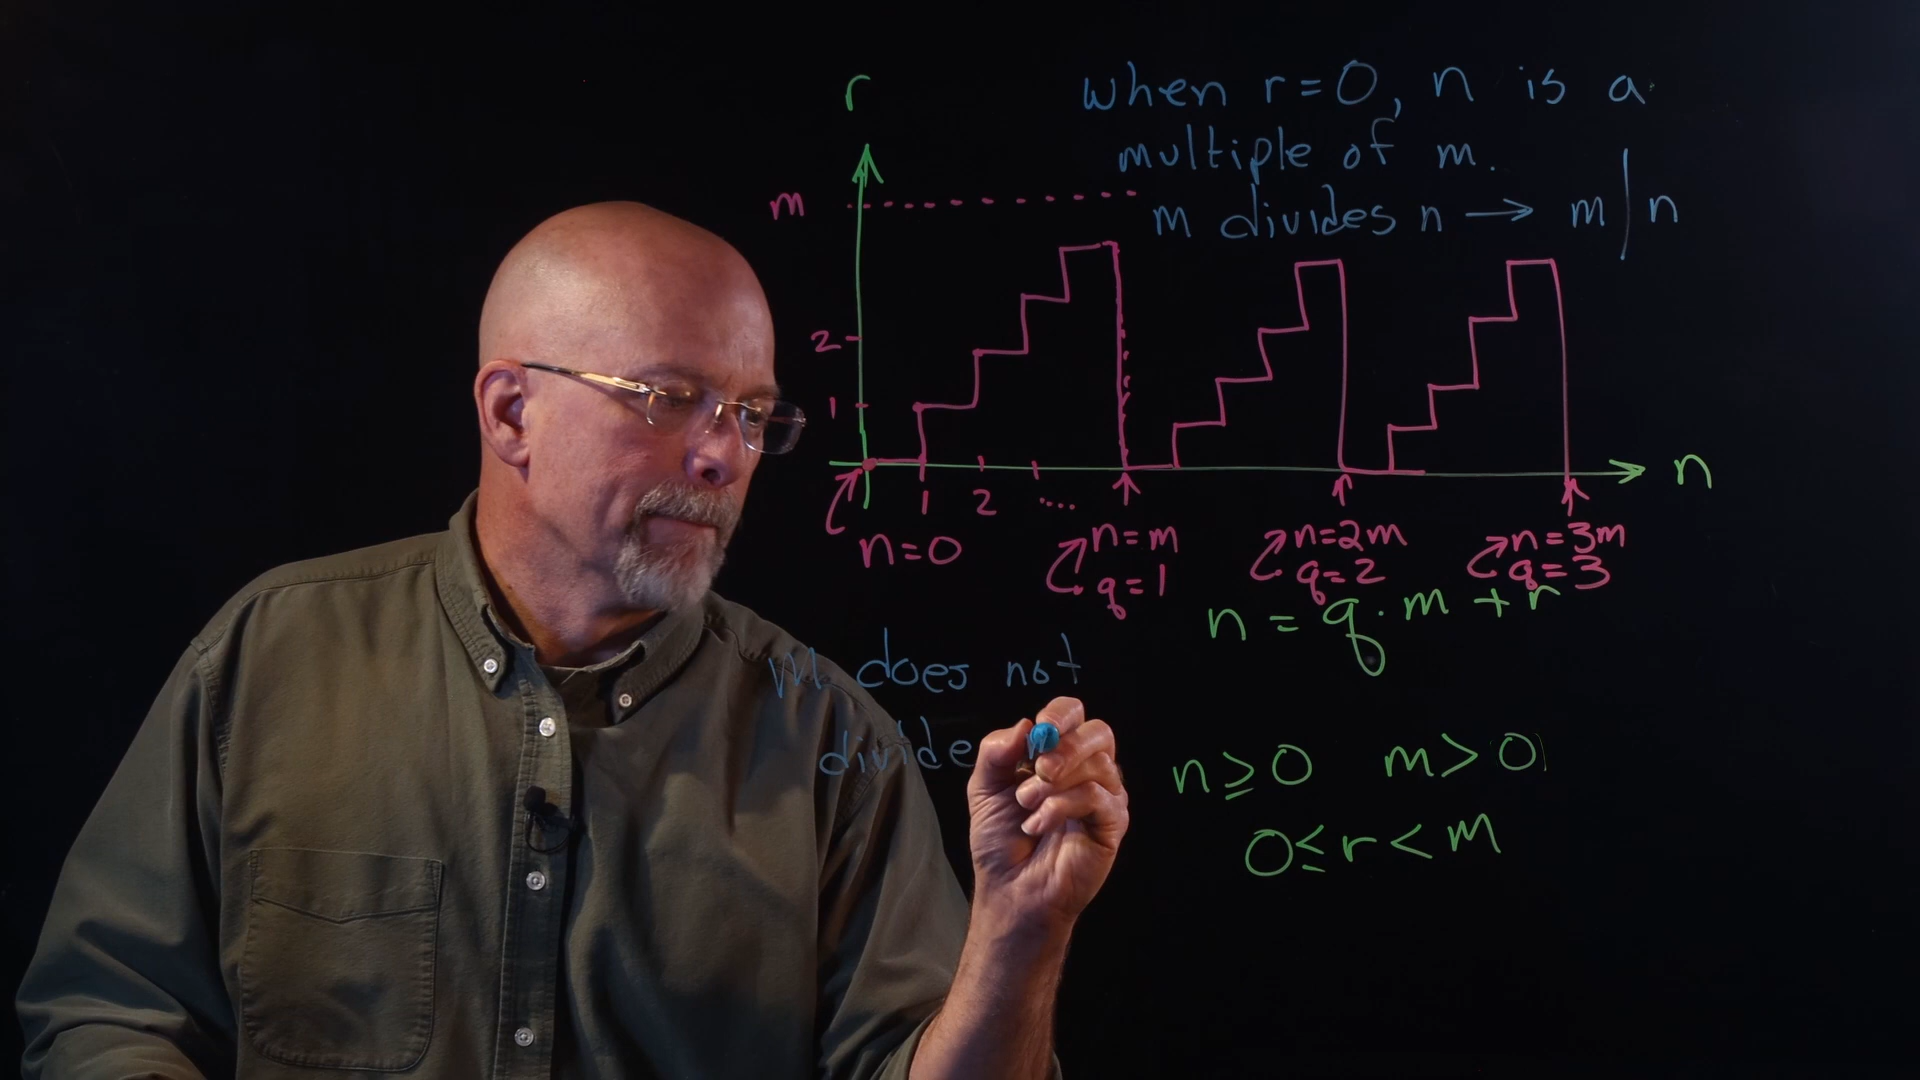 when r=0, n is a
multiple of m.
m divides n → m | n
r
m
2
1
n
1 2 ....
n=0
n=m
q=1
n=2m
q=2
n=3m
q=3
n = q·m + r
m does not
divide
n≥0 m>0
0≤r<m